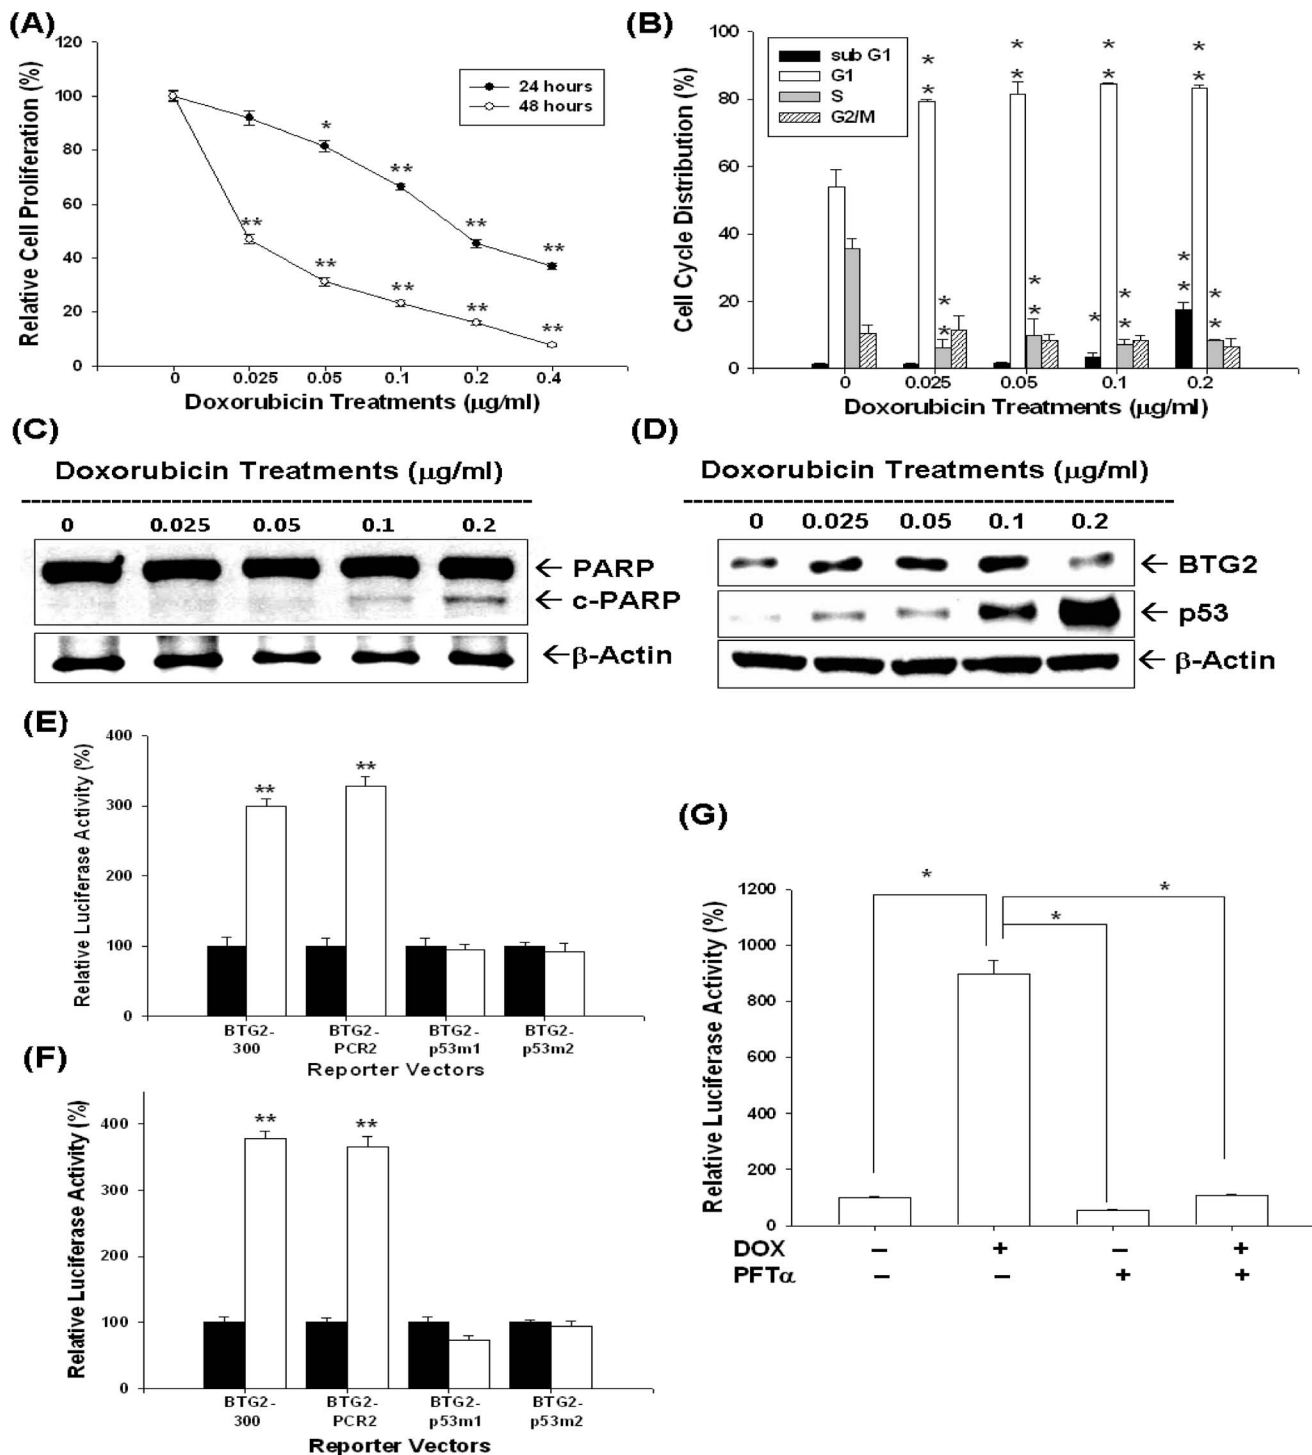 (A)
120
100
80
60
40
20
0
Relative Cell Proliferation (%)
24 hours
48 hours
*
**
**
**
**
**
**
**
**
0 0.025 0.05 0.1 0.2 0.4
Doxorubicin Treatments (μg/ml)
(B)
100
80
60
40
20
0
Cell Cycle Distribution (%)
sub G1
G1
S
G2/M
* * * *
* * * *
* * * * *
* * * * * *
0 0.025 0.05 0.1 0.2
Doxorubicin Treatments (μg/ml)
(C)
Doxorubicin Treatments (μg/ml)
0 0.025 0.05 0.1 0.2
← PARP
← c-PARP
← β-Actin
(D)
Doxorubicin Treatments (μg/ml)
0 0.025 0.05 0.1 0.2
← BTG2
← p53
← β-Actin
(E)
400
300
200
100
0
Relative Luciferase Activity (%)
** **
BTG2-300 BTG2-PCR2 BTG2-p53m1 BTG2-p53m2
Reporter Vectors
(F)
400
300
200
100
0
Relative Luciferase Activity (%)
** **
BTG2-300 BTG2-PCR2 BTG2-p53m1 BTG2-p53m2
Reporter Vectors
(G)
1200
1000
800
600
400
200
0
Relative Luciferase Activity (%)
* * *
DOX – + – +
PFTα – – + +